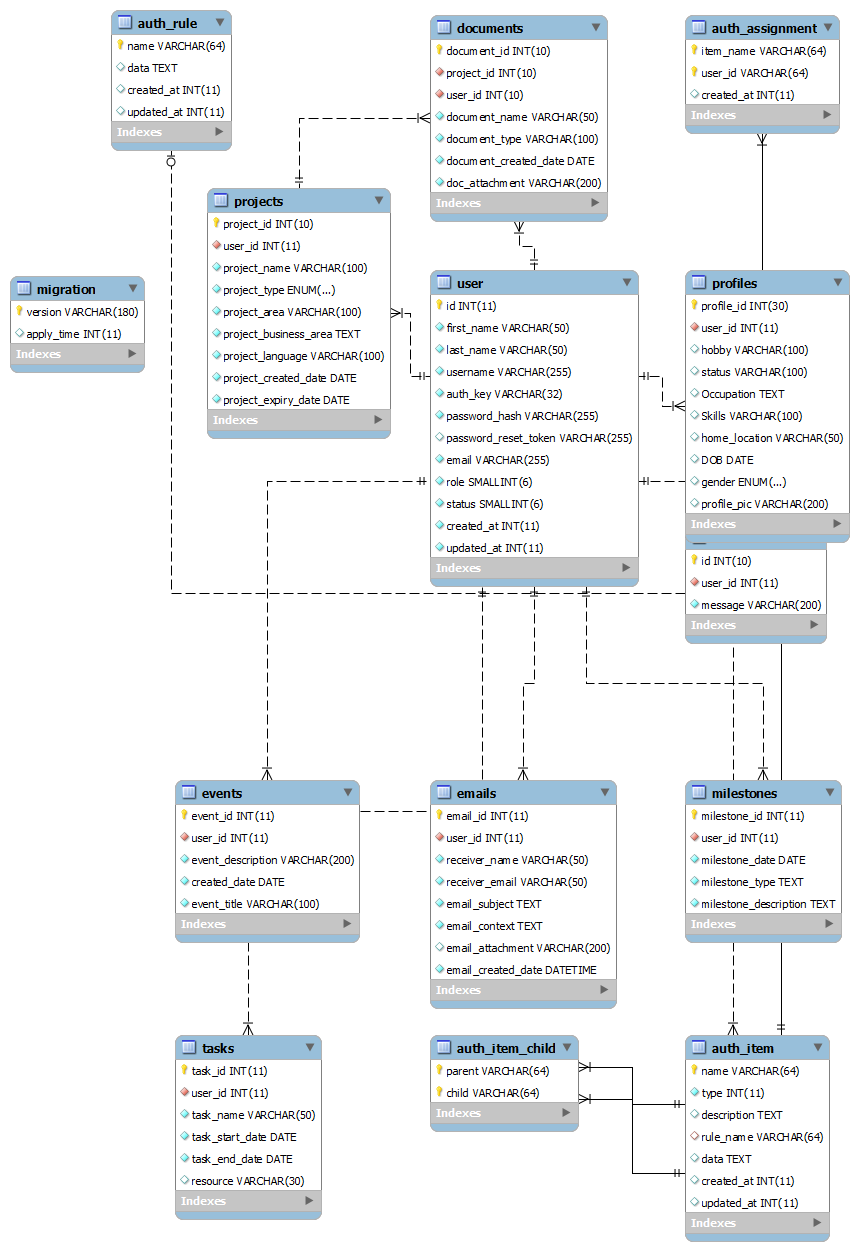 auth_rule
name VARCHAR(64)
data TEXT
created_at INT(11)
updated_at INT(11)
Indexes
documents
document_id INT(10)
project_id INT(10)
user_id INT(10)
document_name VARCHAR(50)
document_type VARCHAR(100)
document_created_date DATE
doc_attachment VARCHAR(200)
Indexes
auth_assignment
item_name VARCHAR(64)
user_id VARCHAR(64)
created_at INT(11)
Indexes
projects
project_id INT(10)
user_id INT(11)
project_name VARCHAR(100)
project_type ENUM(...)
project_area VARCHAR(100)
project_business_area TEXT
project_language VARCHAR(100)
project_created_date DATE
project_expiry_date DATE
Indexes
migration
version VARCHAR(180)
apply_time INT(11)
Indexes
user
id INT(11)
first_name VARCHAR(50)
last_name VARCHAR(50)
username VARCHAR(255)
auth_key VARCHAR(32)
password_hash VARCHAR(255)
password_reset_token VARCHAR(255)
email VARCHAR(255)
role SMALLINT(6)
status SMALLINT(6)
created_at INT(11)
updated_at INT(11)
Indexes
profiles
profile_id INT(30)
user_id INT(11)
hobby VARCHAR(100)
status VARCHAR(100)
Occupation TEXT
Skills VARCHAR(100)
home_location VARCHAR(50)
DOB DATE
gender ENUM(...)
profile_pic VARCHAR(200)
Indexes
id INT(10)
user_id INT(11)
message VARCHAR(200)
Indexes
events
event_id INT(11)
user_id INT(11)
event_description VARCHAR(200)
created_date DATE
event_title VARCHAR(100)
Indexes
emails
email_id INT(11)
user_id INT(11)
receiver_name VARCHAR(50)
receiver_email VARCHAR(50)
email_subject TEXT
email_context TEXT
email_attachment VARCHAR(200)
email_created_date DATETIME
Indexes
milestones
milestone_id INT(11)
user_id INT(11)
milestone_date DATE
milestone_type TEXT
milestone_description TEXT
Indexes
tasks
task_id INT(11)
user_id INT(11)
task_name VARCHAR(50)
task_start_date DATE
task_end_date DATE
resource VARCHAR(30)
Indexes
auth_item_child
parent VARCHAR(64)
child VARCHAR(64)
Indexes
auth_item
name VARCHAR(64)
type INT(11)
description TEXT
rule_name VARCHAR(64)
data TEXT
created_at INT(11)
updated_at INT(11)
Indexes